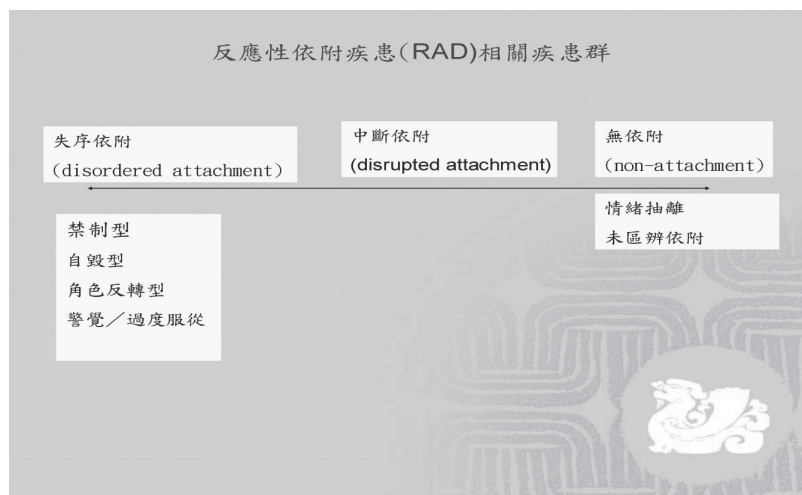 反應性依附疾患(RAD)相關疾患群
失序依附
(disordered attachment)
中斷依附
(disrupted attachment)
無依附
(non-attachment)
禁制型
自毀型
角色反轉型
警覺／過度服從
情緒抽離
未區辨依附